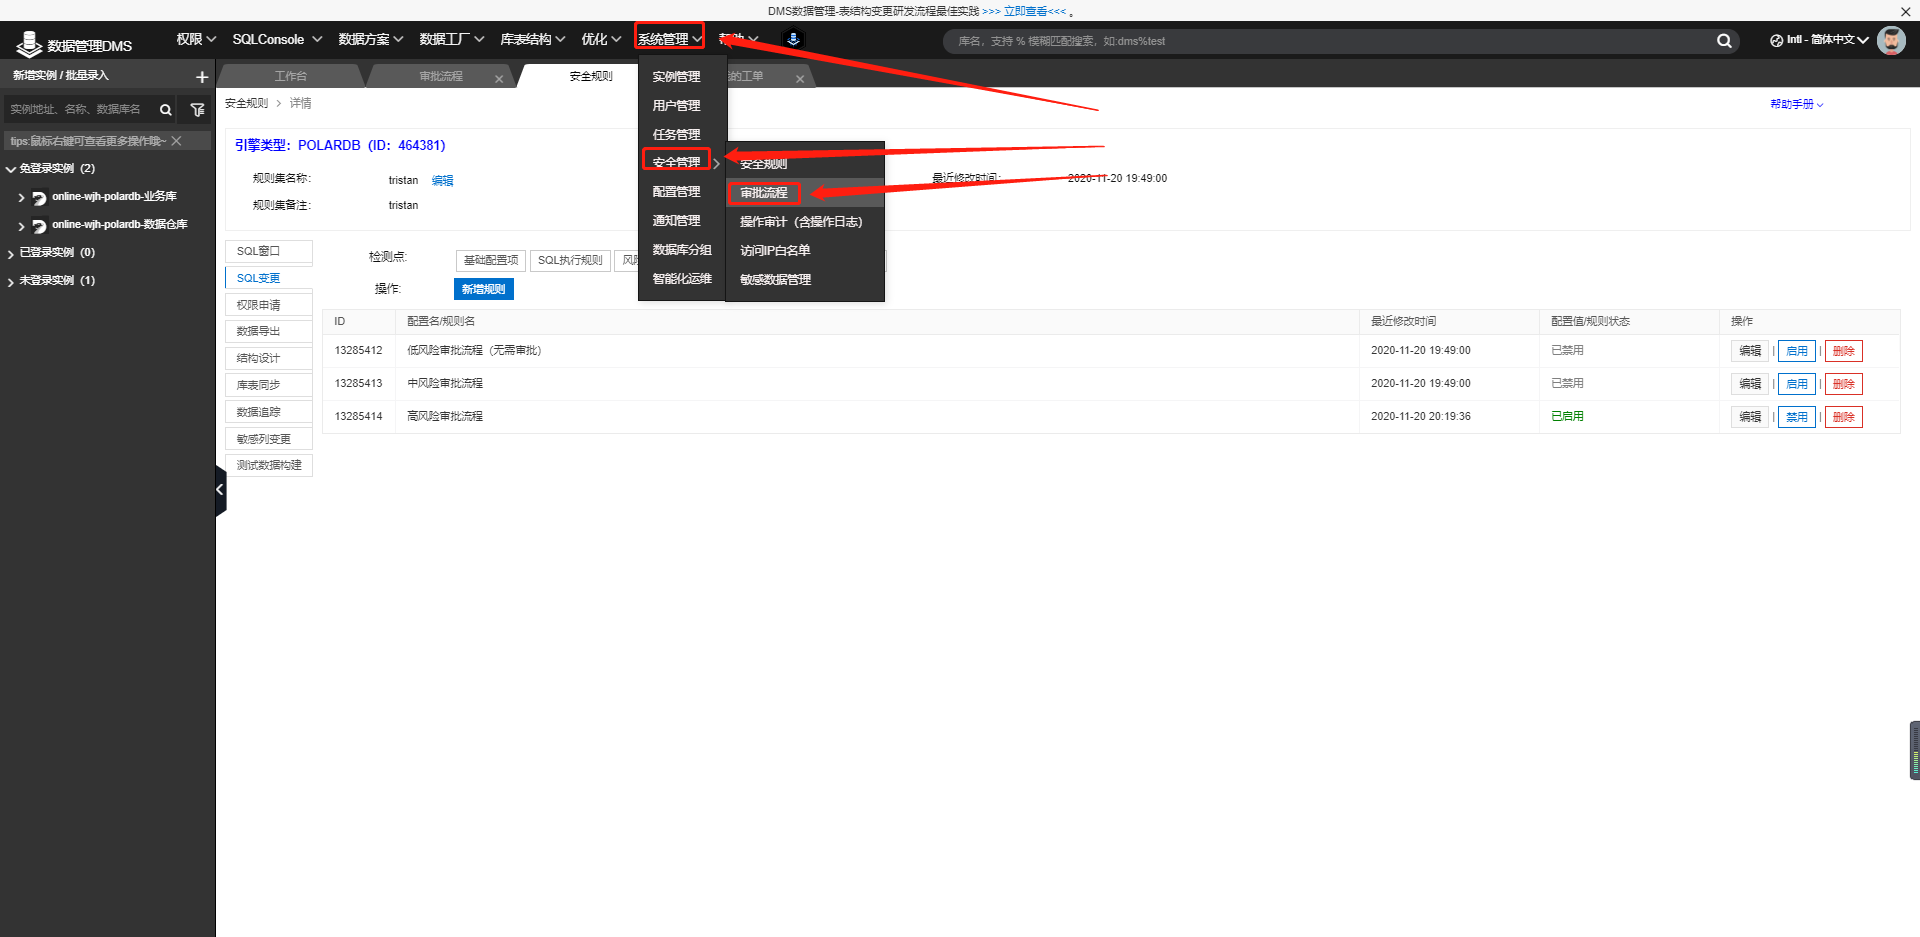 DMS数据管理-表结构变更研发流程最佳实践 >>> 立即查看<<< 。
数据管理DMS
权限
SQLConsole
数据方案
数据工厂
库表结构
优化
系统管理
库名，支持 % 模糊匹配搜索，如:dms%test
Intl - 简体中文
新增实例 / 批量录入
工作台
审批流程
安全规则
的工单
实例地址、名称、数据库名
tips:鼠标右键可查看更多操作哦~
免登录实例 (2)
online-wjh-polardb-业务库
online-wjh-polardb-数据仓库
已登录实例 (0)
未登录实例 (1)
安全规则 > 详情
帮助手册
引擎类型：POLARDB (ID：464381)
规则集名称:
tristan
编辑
最近修改时间:
2020-11-20 19:49:00
规则集备注:
tristan
实例管理
用户管理
任务管理
安全管理
配置管理
通知管理
数据库分组
智能化运维
安全规则
审批流程
操作审计（含操作日志）
访问IP白名单
敏感数据管理
SQL窗口
SQL变更
权限申请
数据导出
结构设计
库表同步
数据追踪
敏感列变更
测试数据构建
检测点:
基础配置项
SQL执行规则
操作:
新增规则
ID
配置名/规则名
最近修改时间
配置值/规则状态
操作
13285412
低风险审批流程（无需审批）
2020-11-20 19:49:00
已禁用
编辑 | 启用 | 删除
13285413
中风险审批流程
2020-11-20 19:49:00
已禁用
编辑 | 启用 | 删除
13285414
高风险审批流程
2020-11-20 20:19:36
已启用
编辑 | 禁用 | 删除